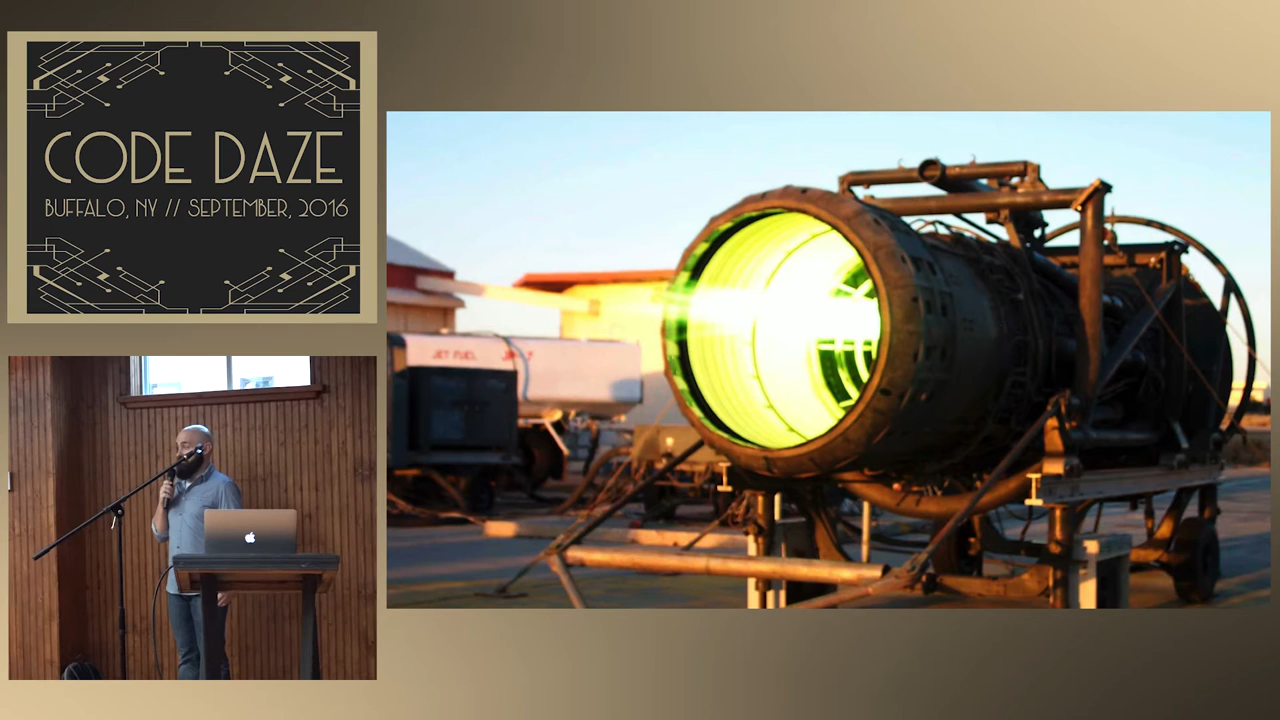 CODE DAZE
BUFFALO, NY // SEPTEMBER, 2016
JET FUEL